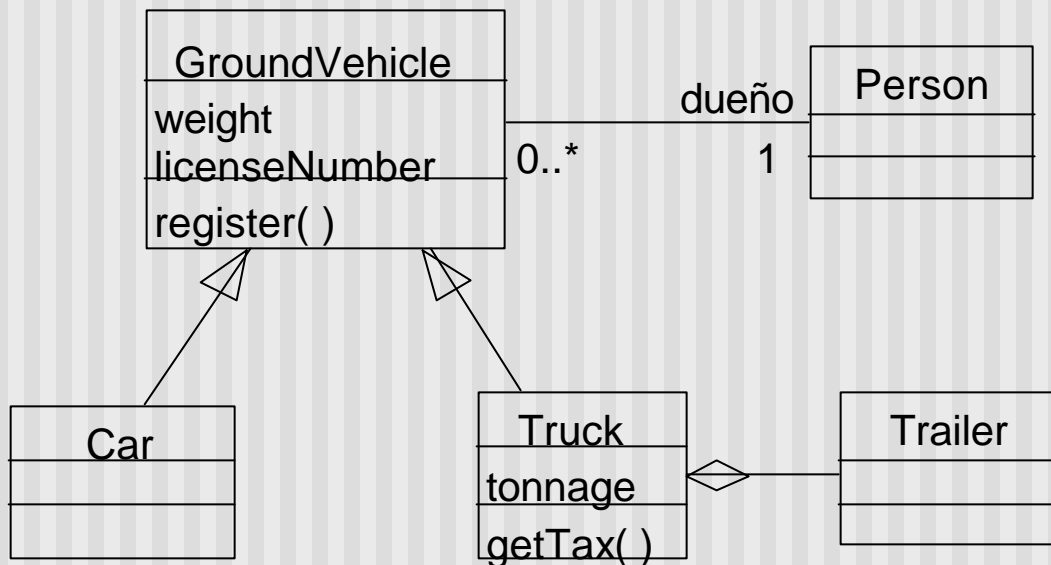 GroundVehicle
weight
licenseNumber
register( )
dueño
0..*
1
Person
Car
Truck
tonnage
getTax( )
Trailer